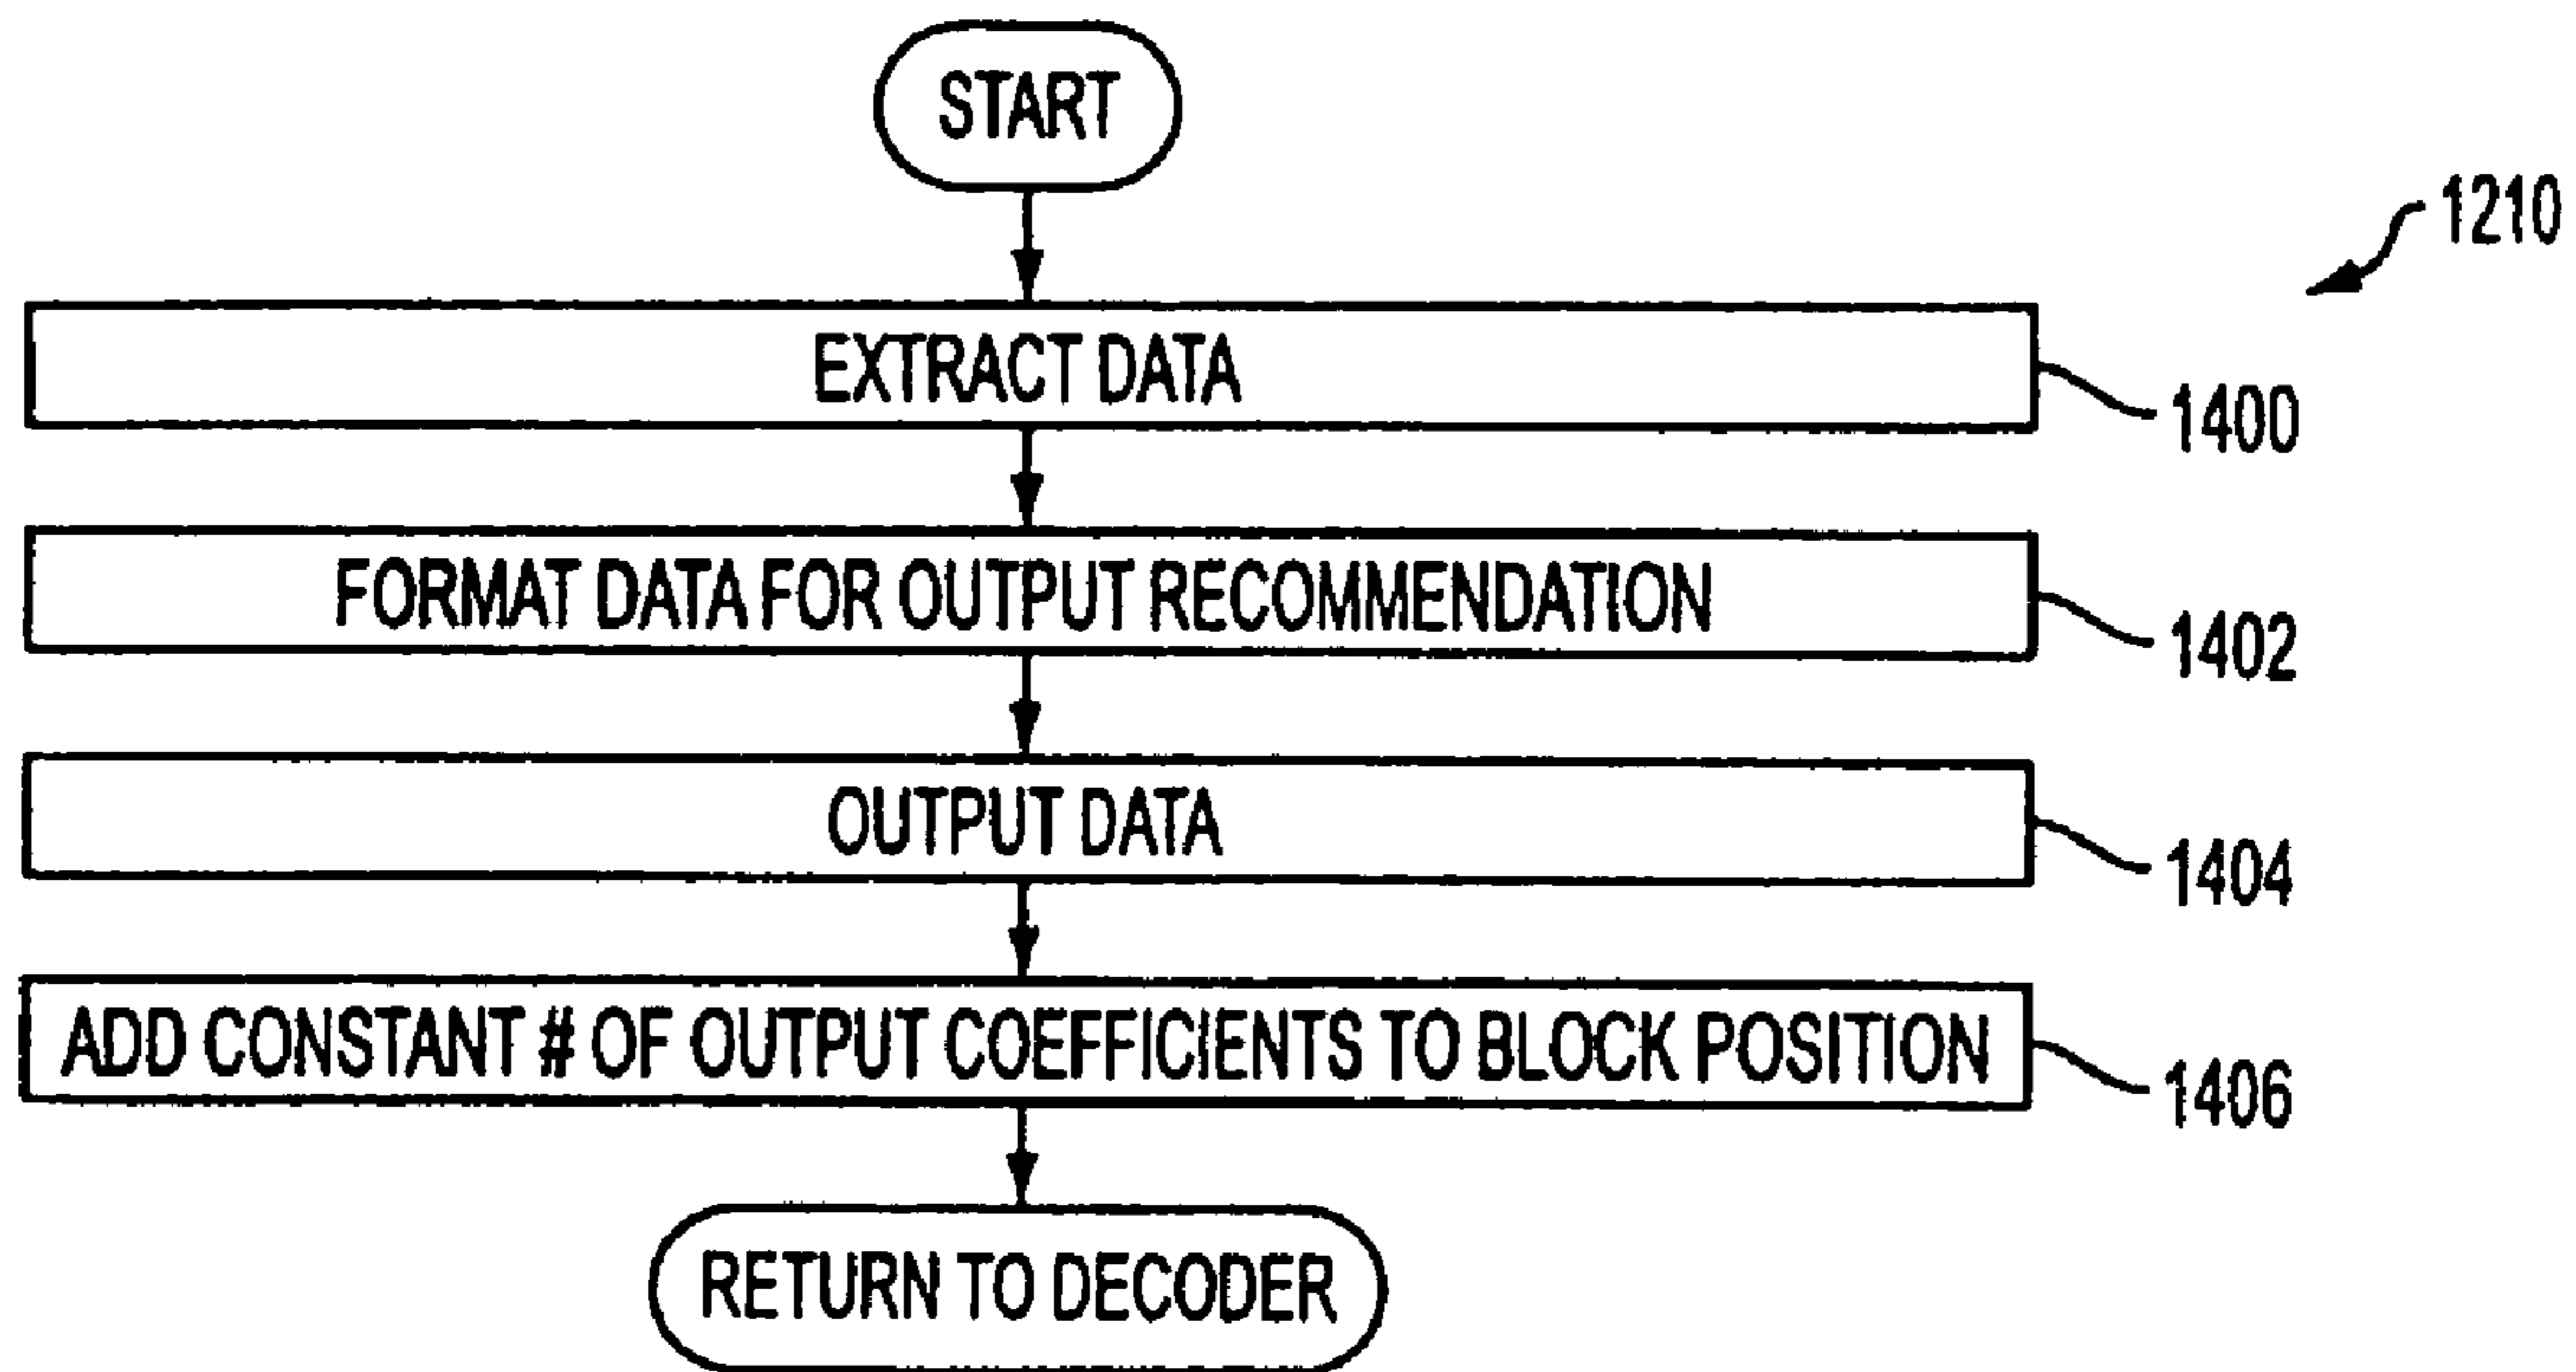 START
1210
EXTRACT DATA
1400
FORMAT DATA FOR OUTPUT RECOMMENDATION
1402
OUTPUT DATA
1404
ADD CONSTANT # OF OUTPUT COEFFICIENTS TO BLOCK POSITION
1406
RETURN TO DECODER